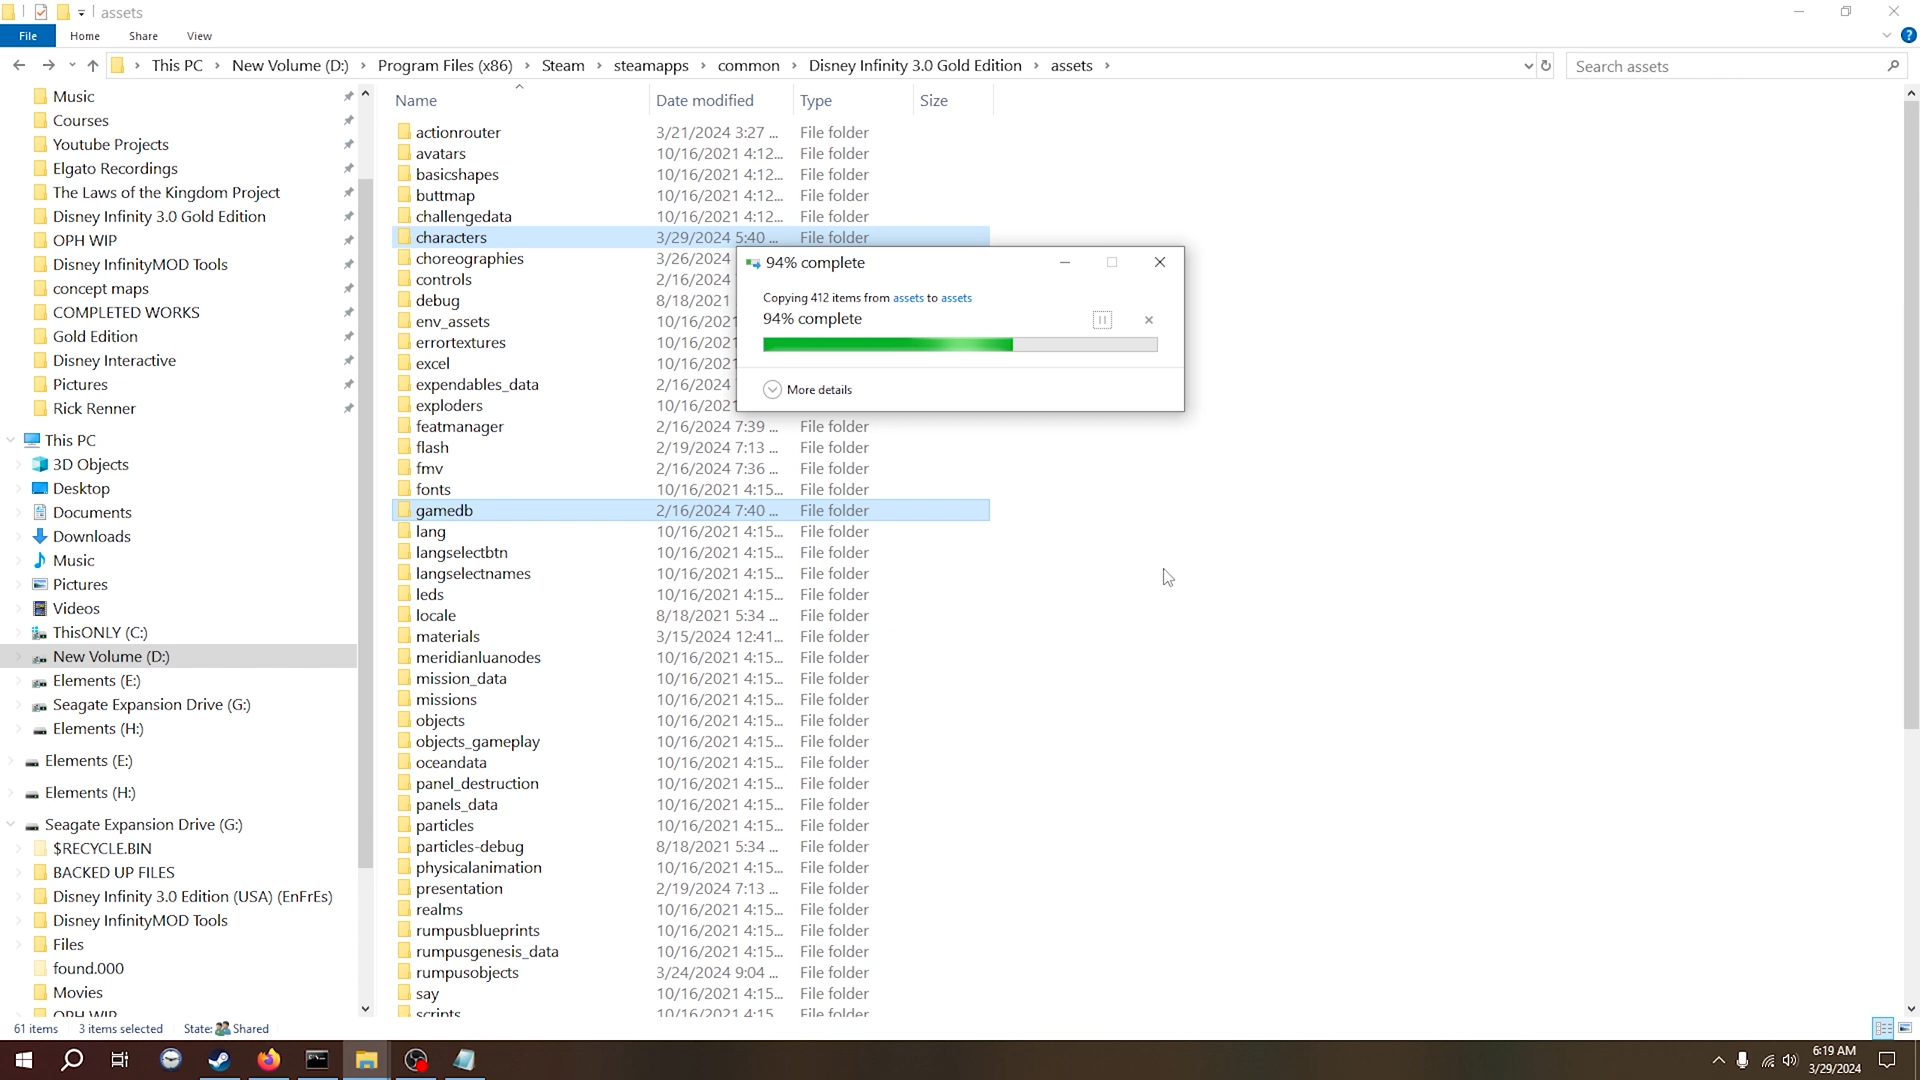 assets
File Home Share View
This PC New Volume (D:) Program Files (x86) Steam steamapps common Disney Infinity 3.0 Gold Edition assets
Search assets
Music
Courses
Youtube Projects
Elgato Recordings
The Laws of the Kingdom Project
Disney Infinity 3.0 Gold Edition
OPH WIP
Disney InfinityMOD Tools
concept maps
COMPLETED WORKS
Gold Edition
Disney Interactive
Pictures
Rick Renner
This PC
3D Objects
Desktop
Documents
Downloads
Music
Pictures
Videos
ThisONLY (C:)
New Volume (D:)
Elements (E:)
Seagate Expansion Drive (G:)
Elements (H:)
Elements (E:)
Elements (H:)
Seagate Expansion Drive (G:)
$RECYCLE.BIN
BACKED UP FILES
Disney Infinity 3.0 Edition (USA) (EnFrEs)
Disney InfinityMOD Tools
Files
found.000
Movies
OPH WIP
Name Date modified Type Size
actionrouter 3/21/2024 3:27 ... File folder
avatars 10/16/2021 4:12... File folder
basicshapes 10/16/2021 4:12... File folder
buttmap 10/16/2021 4:12... File folder
challengedata 10/16/2021 4:12... File folder
characters 3/29/2024 5:40 ... File folder
choreographies 3/26/2024
controls 2/16/2024
debug 8/18/2021
env_assets 10/16/2021
errortextures 10/16/2021
excel 10/16/2021
expendables_data 2/16/2024
exploders 10/16/2021
featmanager 2/16/2024 7:39 ... File folder
flash 2/19/2024 7:13 ... File folder
fmv 2/16/2024 7:36 ... File folder
fonts 10/16/2021 4:15... File folder
gamedb 2/16/2024 7:40 ... File folder
lang 10/16/2021 4:15... File folder
langselectbtn 10/16/2021 4:15... File folder
langselectnames 10/16/2021 4:15... File folder
leds 10/16/2021 4:15... File folder
locale 8/18/2021 5:34 ... File folder
materials 3/15/2024 12:41... File folder
meridianluanodes 10/16/2021 4:15... File folder
mission_data 10/16/2021 4:15... File folder
missions 10/16/2021 4:15... File folder
objects 10/16/2021 4:15... File folder
objects_gameplay 10/16/2021 4:15... File folder
oceandata 10/16/2021 4:15... File folder
panel_destruction 10/16/2021 4:15... File folder
panels_data 10/16/2021 4:15... File folder
particles 10/16/2021 4:15... File folder
particles-debug 8/18/2021 5:34 ... File folder
physicalanimation 10/16/2021 4:15... File folder
presentation 2/19/2024 7:13 ... File folder
realms 10/16/2021 4:15... File folder
rumpusblueprints 10/16/2021 4:15... File folder
rumpusgenesis_data 10/16/2021 4:15... File folder
rumpusobjects 3/24/2024 9:04 ... File folder
say 10/16/2021 4:15... File folder
scripts 10/16/2021 4:15... File folder
94% complete
Copying 412 items from assets to assets
94% complete
More details
61 items 3 items selected State: Shared
6:19 AM
3/29/2024